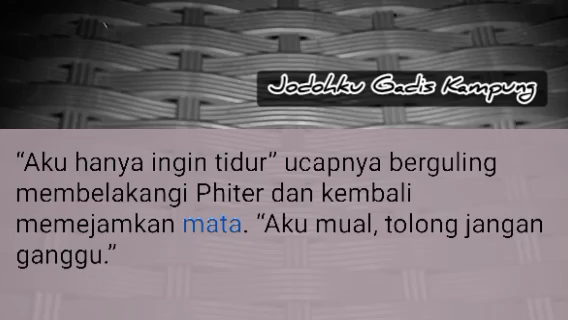 Jodohku Gadis Kampung
“Aku hanya ingin tidur” ucapnya berguling
membelakangi Phiter dan kembali
memejamkan mata. “Aku mual, tolong jangan
ganggu.”